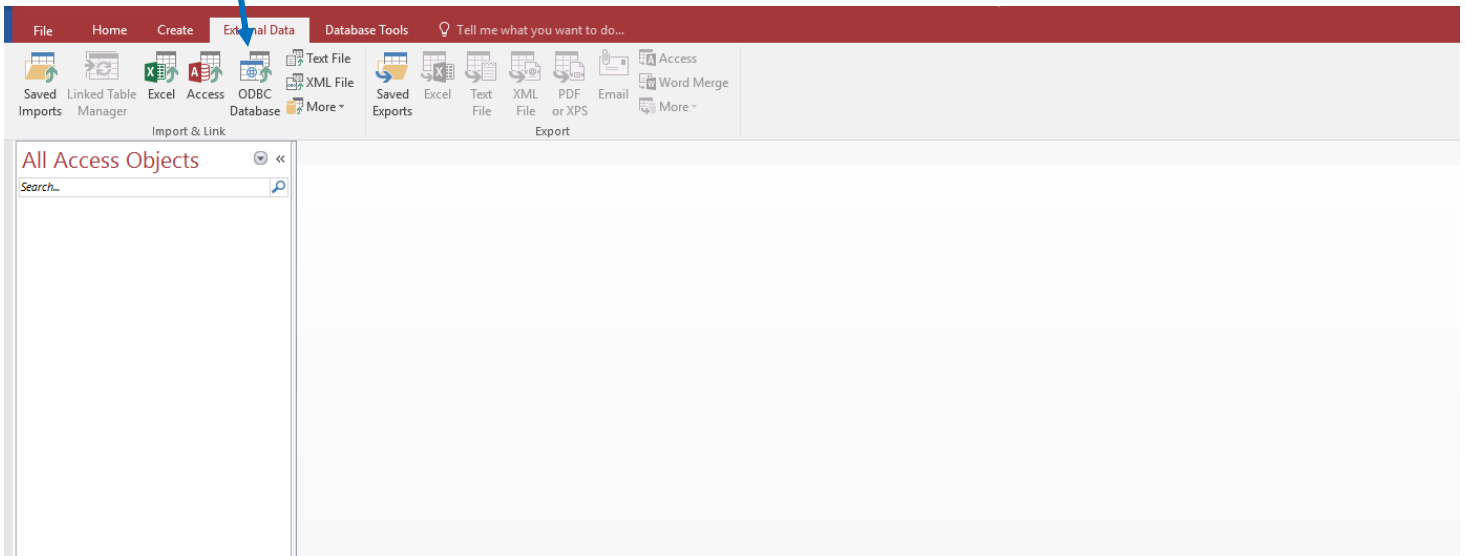 File Home Create External Data Database Tools Tell me what you want to do...
Saved Imports
Linked Table Manager
Excel
Access
ODBC Database
Text File
XML File
More
Import & Link
Saved Exports
Excel
Text File
XML File
PDF or XPS
Email
Access
Word Merge
More
Export
All Access Objects «
Search...